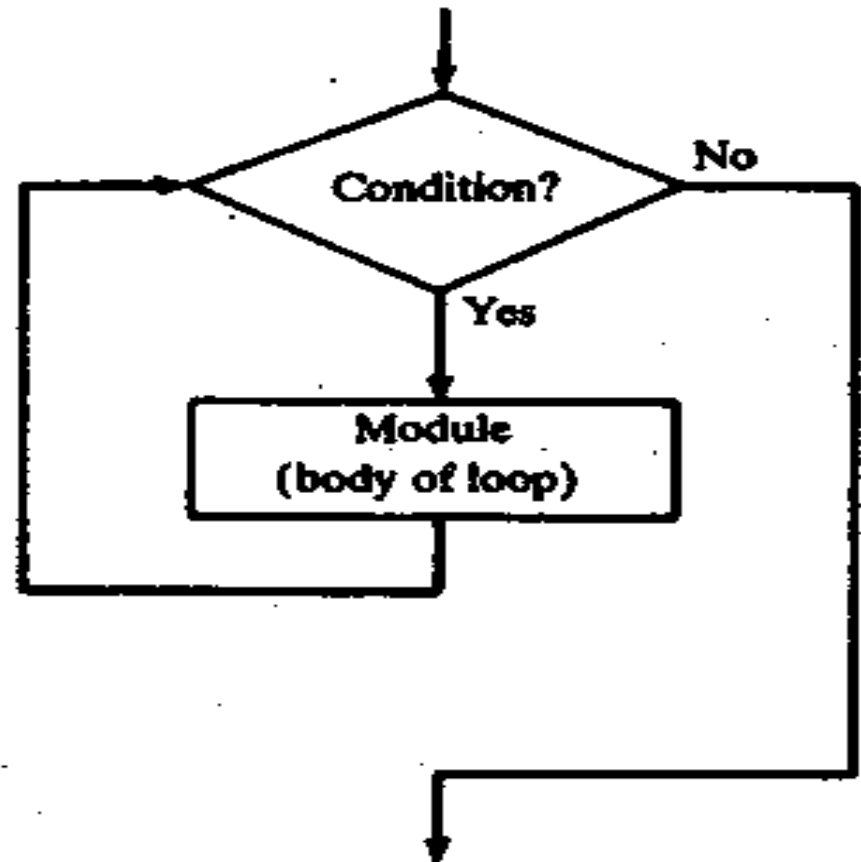 No
Condition?
Yes
Module
(body of loop)